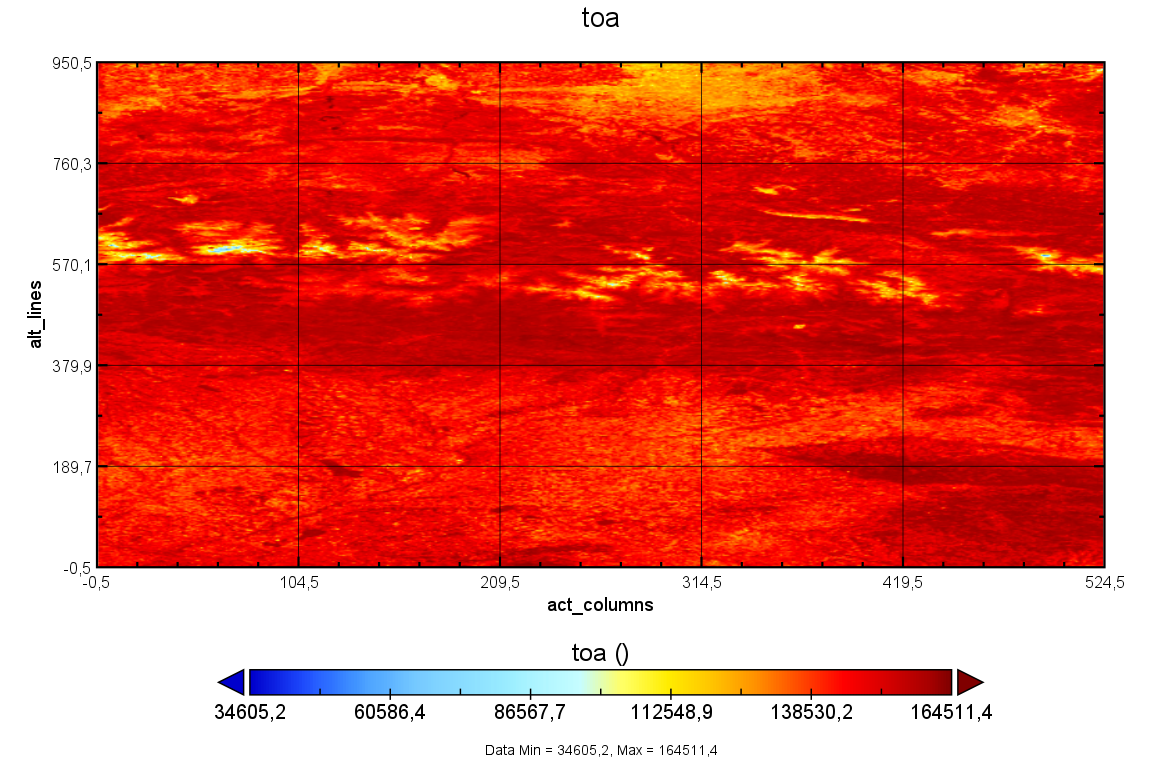 toa
950,5
760,3
570,1
379,9
189,7
-0,5
alt_lines
-0,5 104,5 209,5 314,5 419,5 524,5
act_columns
toa ()
34605,2 60586,4 86567,7 112548,9 138530,2 164511,4
Data Min = 34605,2, Max = 164511,4